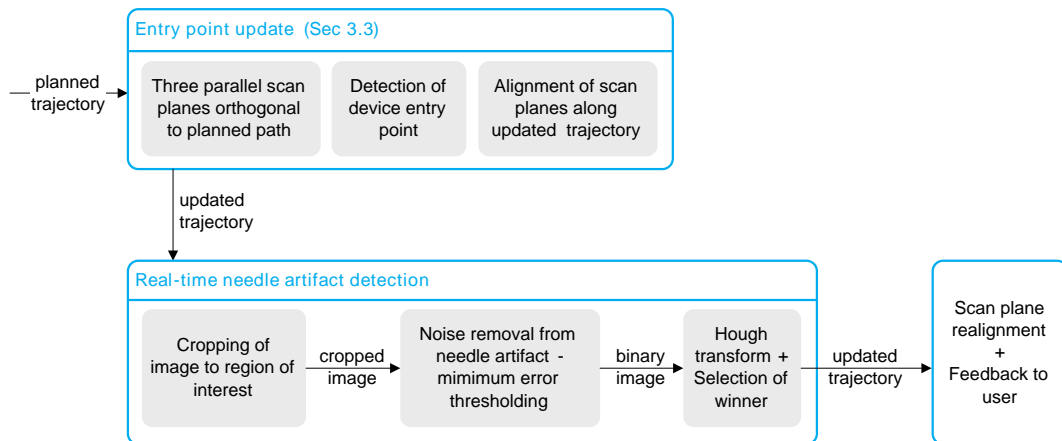 Entry point update (Sec 3.3)
planned
trajectory
Three parallel scan
planes orthogonal
to planned path
Detection of
device entry
point
Alignment of scan
planes along
updated trajectory
updated
trajectory
Real-time needle artifact detection
Cropping of
image to region of
interest
cropped
image
Noise removal from
needle artifact -
mimimum error
thresholding
binary
image
Hough
transform +
Selection of
winner
updated
trajectory
Scan plane
realignment
+
Feedback to
user